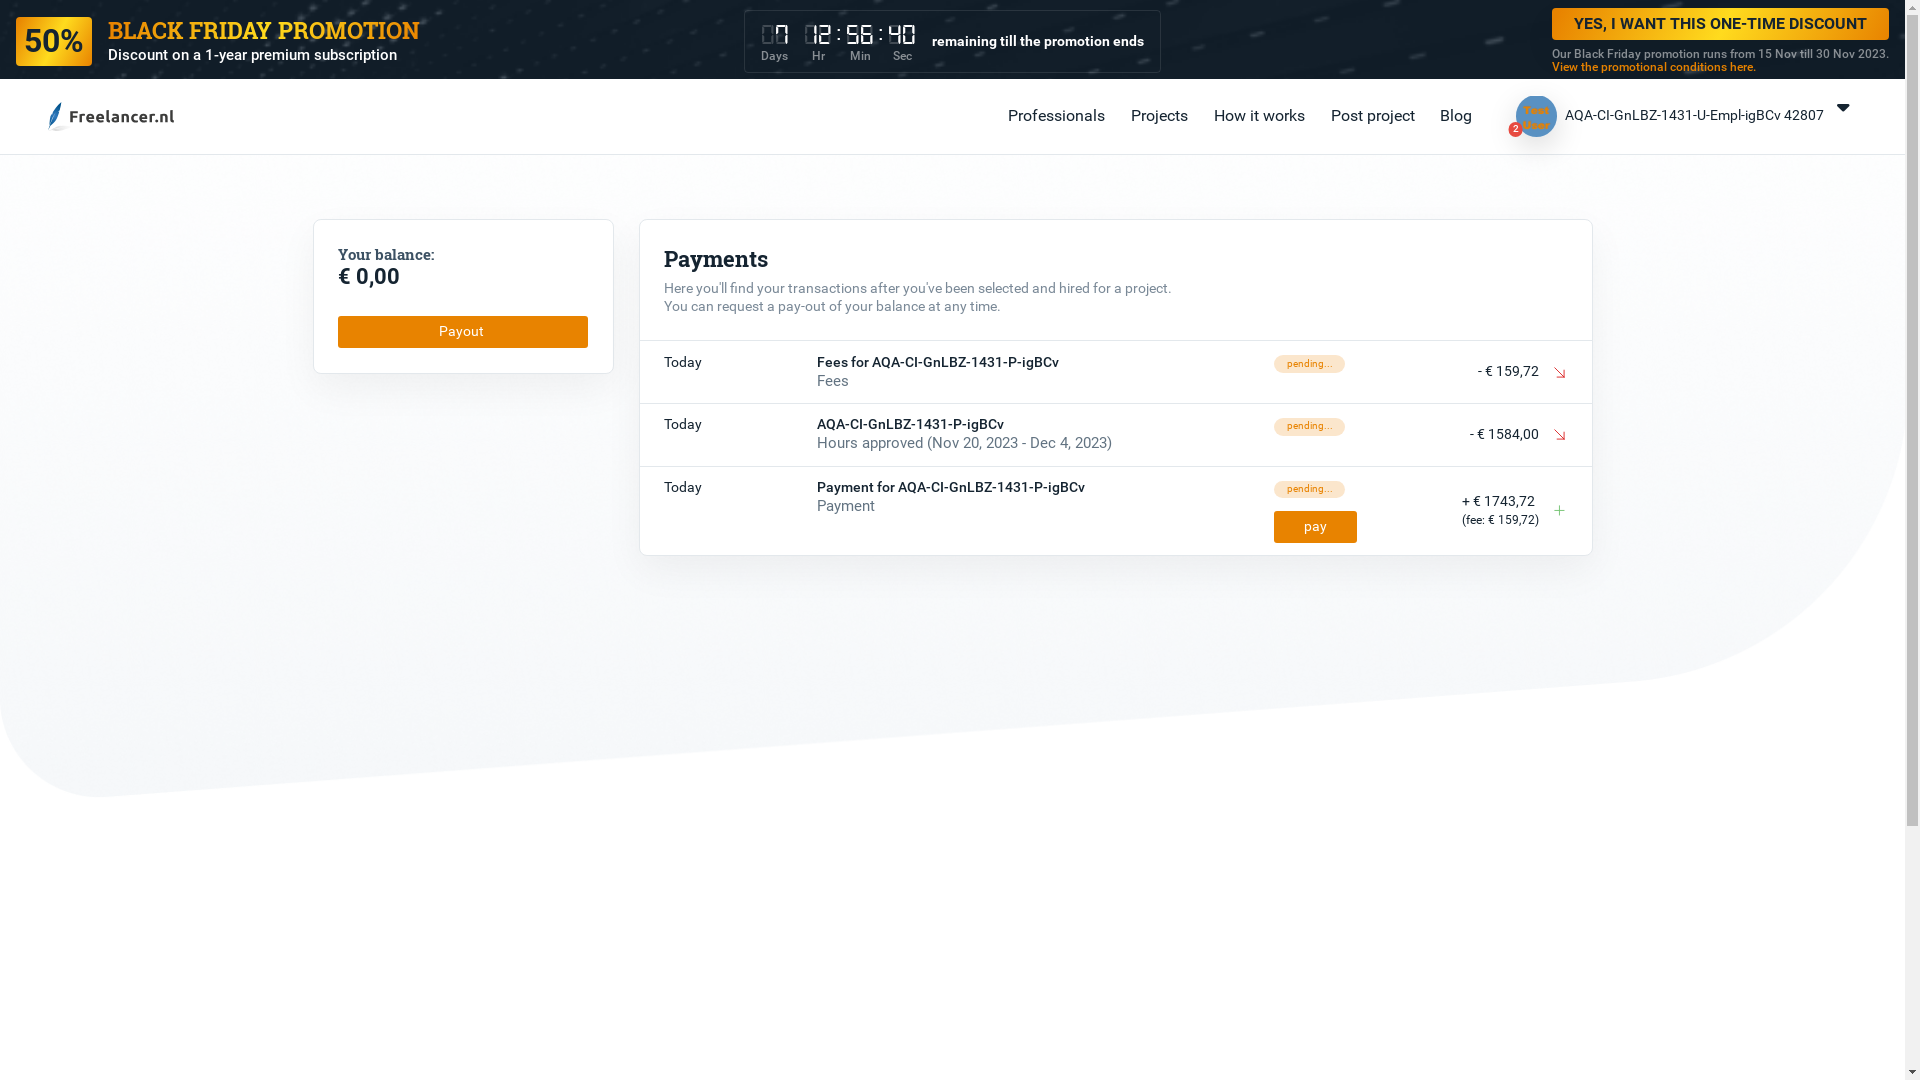 50%
BLACK FRIDAY PROMOTION
Discount on a 1-year premium subscription
7 12:56:40
Days Hr Min Sec
remaining till the promotion ends
YES, I WANT THIS ONE-TIME DISCOUNT
Our Black Friday promotion runs from 15 Nov till 30 Nov 2023.
View the promotional conditions here.
Freelancer.nl
Professionals
Projects
How it works
Post project
Blog
Test
User
2
AQA-CI-GnLBZ-1431-U-Empl-igBCv 42807
Your balance:
€ 0,00
Payout
Payments
Here you'll find your transactions after you've been selected and hired for a project.
You can request a pay-out of your balance at any time.
Today
Fees for AQA-CI-GnLBZ-1431-P-igBCv
Fees
pending...
- € 159,72
Today
AQA-CI-GnLBZ-1431-P-igBCv
Hours approved (Nov 20, 2023 - Dec 4, 2023)
pending...
- € 1584,00
Today
Payment for AQA-CI-GnLBZ-1431-P-igBCv
Payment
pending...
pay
+ € 1743,72
(fee: € 159,72)